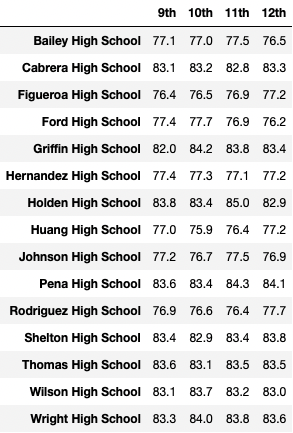 9th 10th 11th 12th
Bailey High School 77.1 77.0 77.5 76.5
Cabrera High School 83.1 83.2 82.8 83.3
Figueroa High School 76.4 76.5 76.9 77.2
Ford High School 77.4 77.7 76.9 76.2
Griffin High School 82.0 84.2 83.8 83.4
Hernandez High School 77.4 77.3 77.1 77.2
Holden High School 83.8 83.4 85.0 82.9
Huang High School 77.0 75.9 76.4 77.2
Johnson High School 77.2 76.7 77.5 76.9
Pena High School 83.6 83.4 84.3 84.1
Rodriguez High School 76.9 76.6 76.4 77.7
Shelton High School 83.4 82.9 83.4 83.8
Thomas High School 83.6 83.1 83.5 83.5
Wilson High School 83.1 83.7 83.2 83.0
Wright High School 83.3 84.0 83.8 83.6